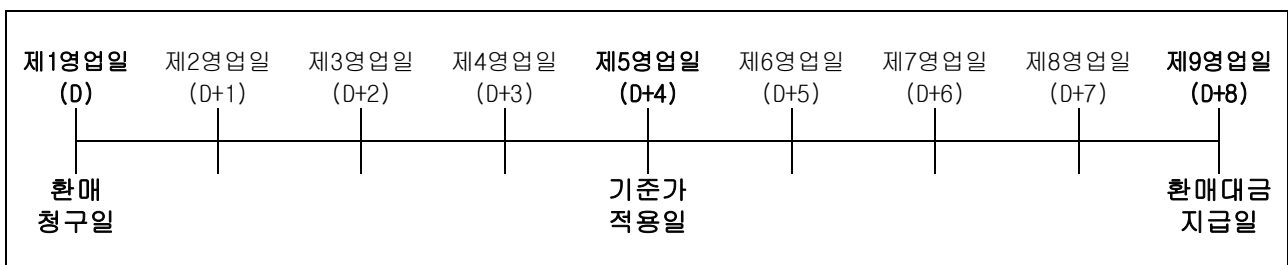 제1영업일 제2영업일 제3영업일 제4영업일 제5영업일 제6영업일 제7영업일 제8영업일 제9영업일
(D) (D+1) (D+2) (D+3) (D+4) (D+5) (D+6) (D+7) (D+8)
환매 기준가 환매대금
청구일 적용일 지급일